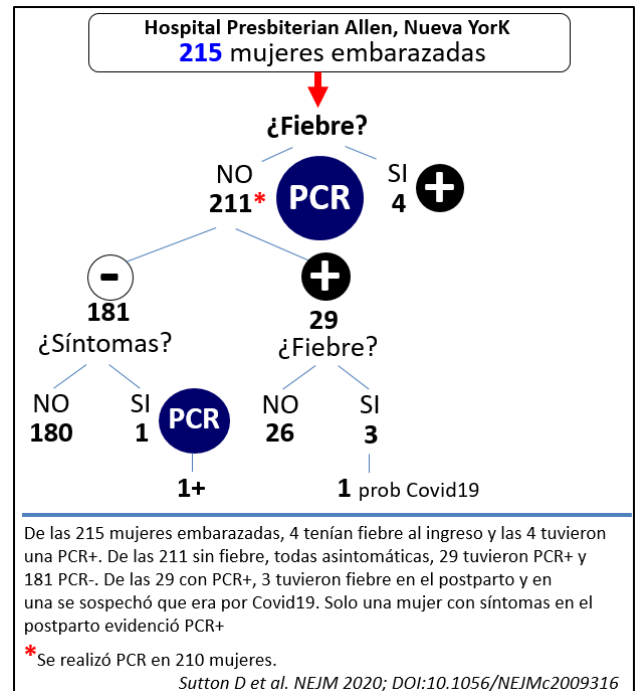 Hospital Presbiterian Allen, Nueva YorK
215 mujeres embarazadas
¿Fiebre?
NO SI
211* PCR 4 +
- +
181 29
¿Síntomas? ¿Fiebre?
NO SI PCR NO SI
180 1 26 3
1+ 1 prob Covid19
De las 215 mujeres embarazadas, 4 tenían fiebre al ingreso y las 4 tuvieron
una PCR+. De las 211 sin fiebre, todas asintomáticas, 29 tuvieron PCR+ y
181 PCR-. De las 29 con PCR+, 3 tuvieron fiebre en el postparto y en
una se sospechó que era por Covid19. Solo una mujer con síntomas en el
postparto evidenció PCR+
*Se realizó PCR en 210 mujeres.
Sutton D et al. NEJM 2020; DOI:10.1056/NEJMc2009316